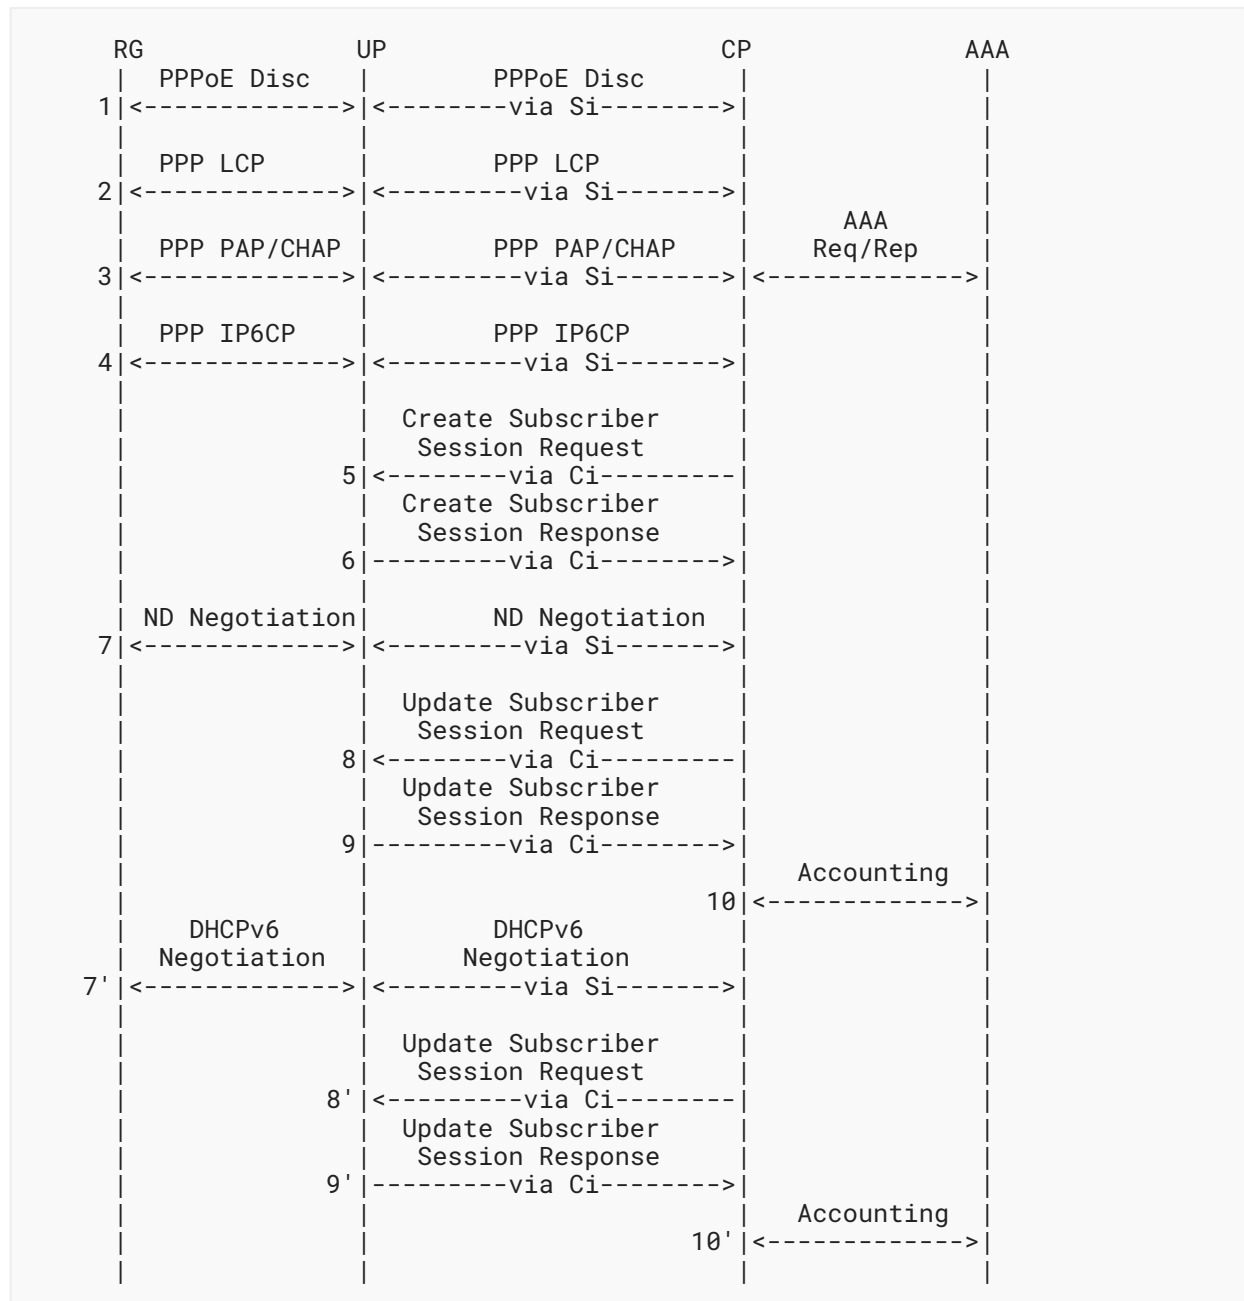 RG UP CP AAA
PPPoE Disc PPPoE Disc
1|<------------->|<--------via Si-------->|
PPP LCP PPP LCP
2|<------------->|<---------via Si------->|
AAA
PPP PAP/CHAP PPP PAP/CHAP Req/Rep
3|<------------->|<---------via Si------->|<------------->|
PPP IP6CP PPP IP6CP
4|<------------->|<---------via Si------->|
Create Subscriber
Session Request
5|<--------via Ci---------|
Create Subscriber
Session Response
6|---------via Ci-------->|
ND Negotiation ND Negotiation
7|<------------->|<---------via Si------->|
Update Subscriber
Session Request
8|<--------via Ci---------|
Update Subscriber
Session Response
9|---------via Ci-------->|
Accounting
10|<------------->|
DHCPv6 DHCPv6
Negotiation Negotiation
7'|<------------->|<---------via Si------->|
Update Subscriber
Session Request
8'|<---------via Ci--------|
Update Subscriber
Session Response
9'|---------via Ci-------->|
Accounting
10'|<------------->|